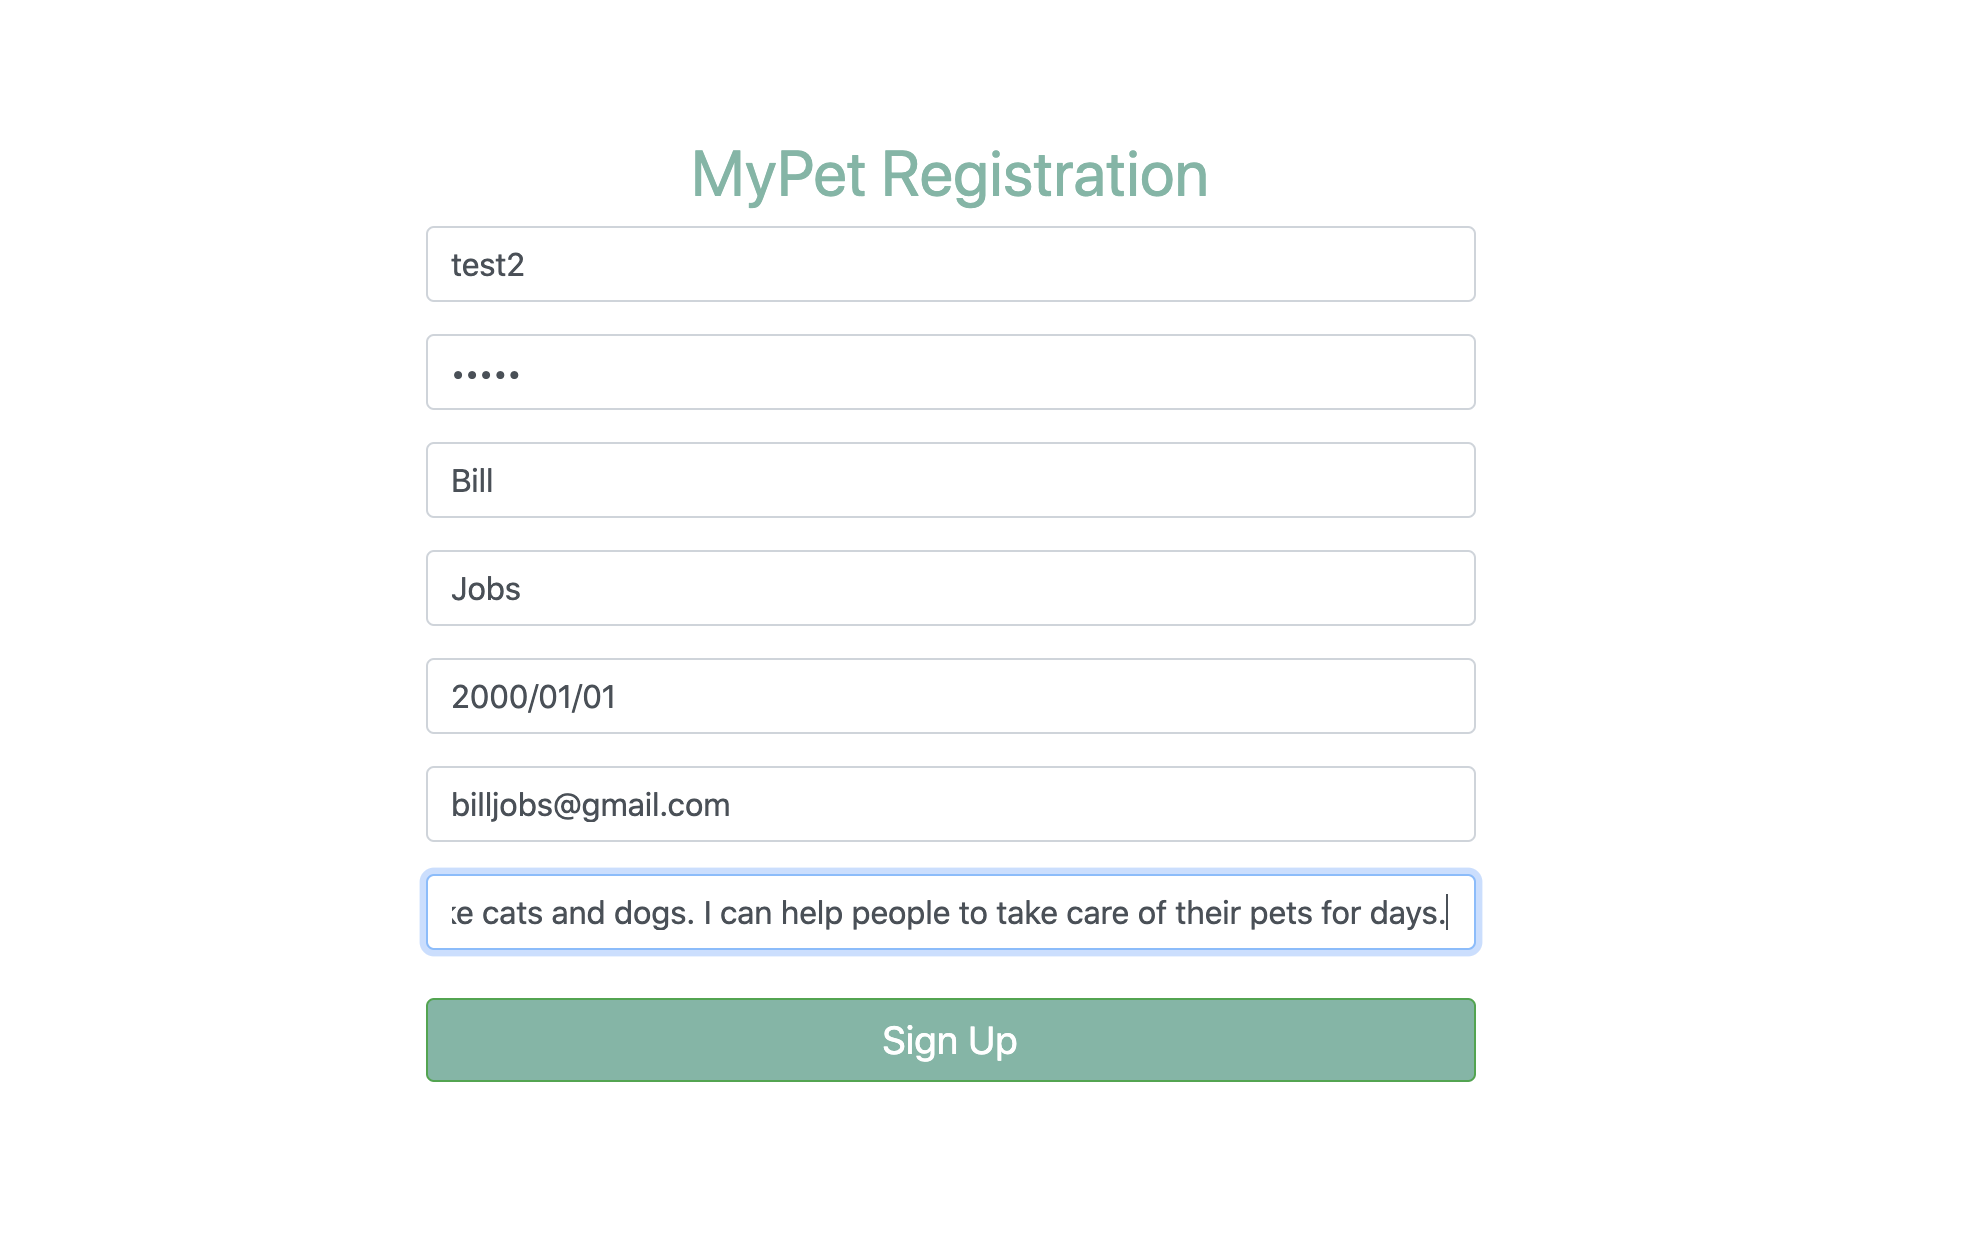 MyPet Registration
test2
•••••
Bill
Jobs
2000/01/01
billjobs@gmail.com
cats and dogs. I can help people to take care of their pets for days.
Sign Up